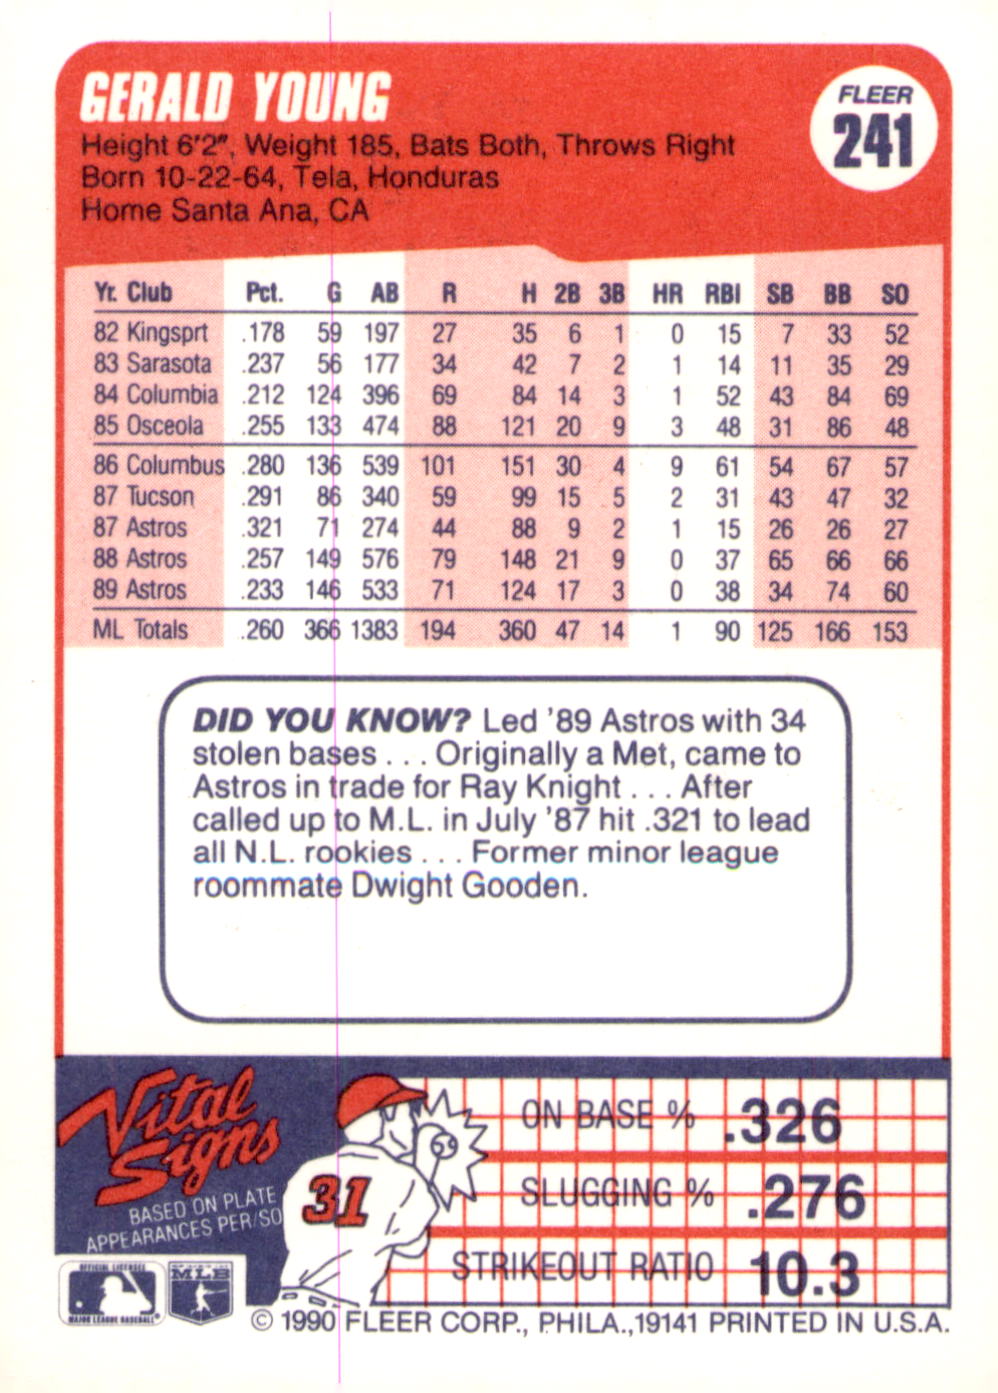 GERALD YOUNG
FLEER
241
Height 6'2", Weight 185, Bats Both, Throws Right
Born 10-22-64, Tela, Honduras
Home Santa Ana, CA
Yr. Club Pct. G AB R H 2B 3B HR RBI SB BB SO
82 Kingsprt .178 59 197 27 35 6 1 0 15 7 33 52
83 Sarasota .237 56 177 34 42 7 2 1 14 11 35 29
84 Columbia .212 124 396 69 84 14 3 1 52 43 84 69
85 Osceola .255 133 474 88 121 20 9 3 48 31 86 48
86 Columbus .280 136 539 101 151 30 4 9 61 54 67 57
87 Tucson .291 86 340 59 99 15 5 2 31 43 47 32
87 Astros .321 71 274 44 88 9 2 1 15 26 26 27
88 Astros .257 149 576 79 148 21 9 0 37 65 66 66
89 Astros .233 146 533 71 124 17 3 0 38 34 74 60
ML Totals .260 366 1383 194 360 47 14 1 90 125 166 153
DID YOU KNOW? Led '89 Astros with 34
stolen bases . . . Originally a Met, came to
Astros in trade for Ray Knight . . . After
called up to M.L. in July '87 hit .321 to lead
all N.L. rookies . . . Former minor league
roommate Dwight Gooden.
Vital
Signs
BASED ON PLATE
APPEARANCES PER/SO
31
ON BASE % .326
SLUGGING % .276
STRIKEOUT RATIO 10.3
OFFICIAL LICENSEE
MAJOR LEAGUE BASEBALL
MLB
© 1990 FLEER CORP., PHILA.,19141 PRINTED IN U.S.A.